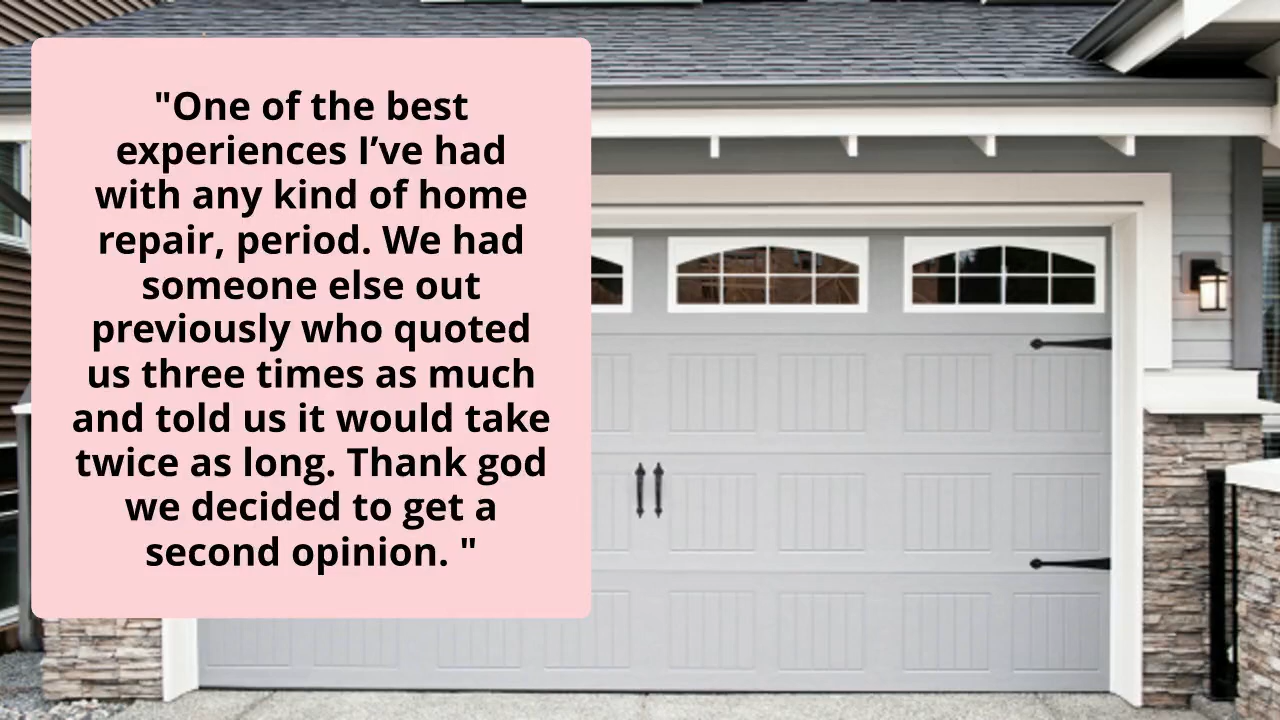 "One of the best
experiences I’ve had
with any kind of home
repair, period. We had
someone else out
previously who quoted
us three times as much
and told us it would take
twice as long. Thank god
we decided to get a
second opinion. "